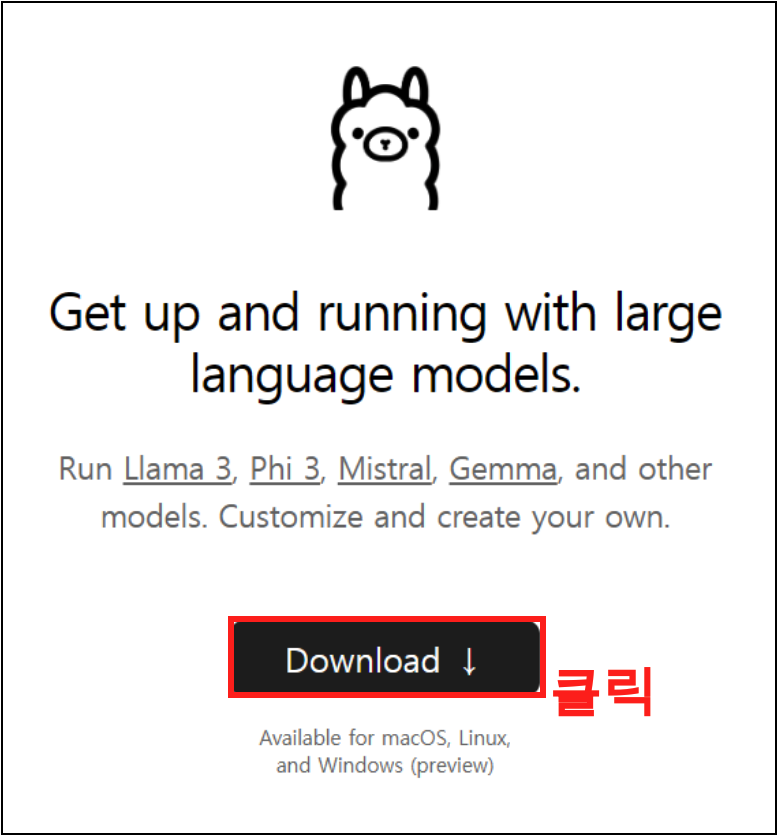 Get up and running with large
language models.
Run Llama 3, Phi 3, Mistral, Gemma, and other
models. Customize and create your own.
Download ↓
클릭
Available for macOS, Linux,
and Windows (preview)